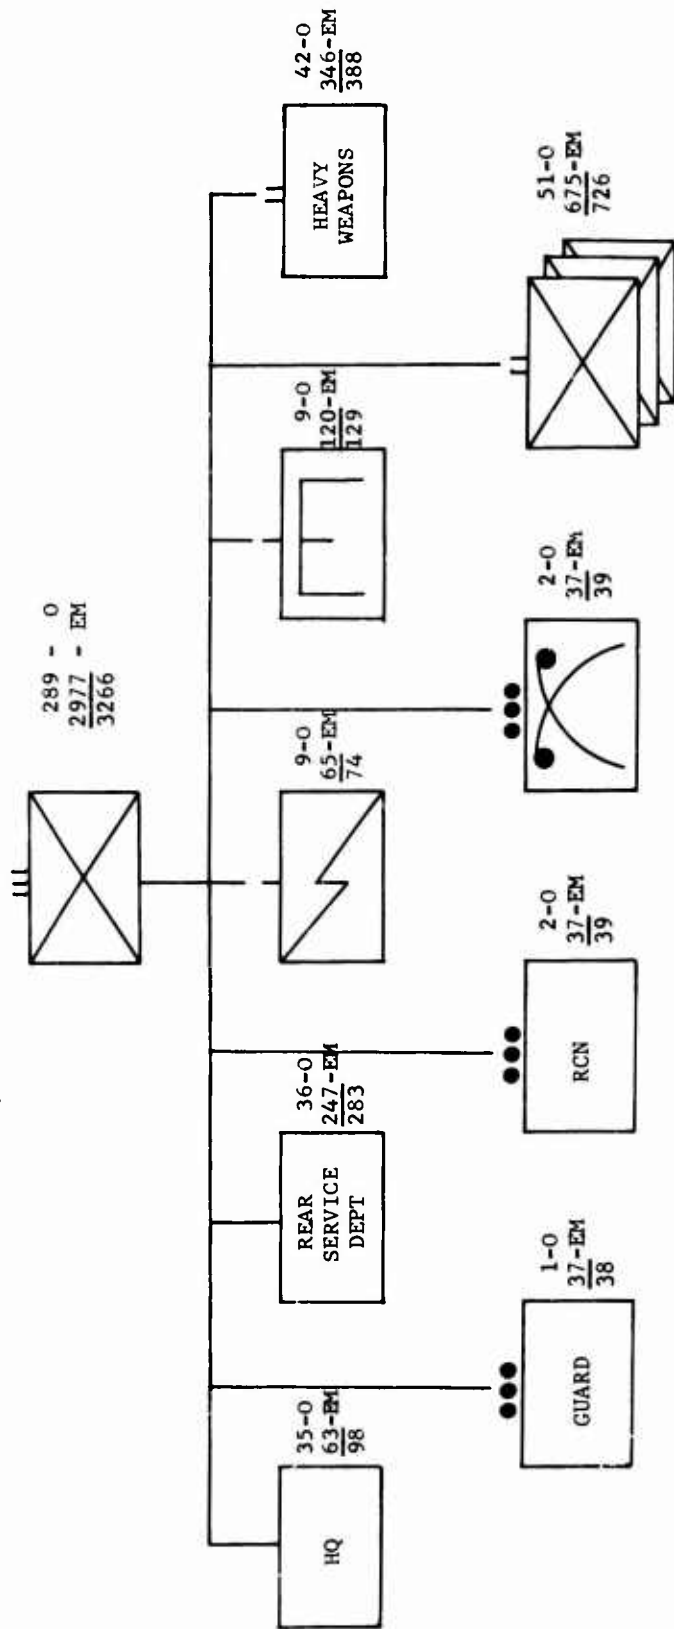 289 - O
2977 - EM
3266
HQ
35-O
63-EM
98
REAR
SERVICE
DEPT
36-O
247-EM
283
9-O
65-EM
74
9-O
120-EM
129
HEAVY
WEAPONS
42-O
346-EM
388
GUARD
1-O
37-EM
38
RCN
2-O
37-EM
39
2-O
37-EM
39
51-O
675-EM
726